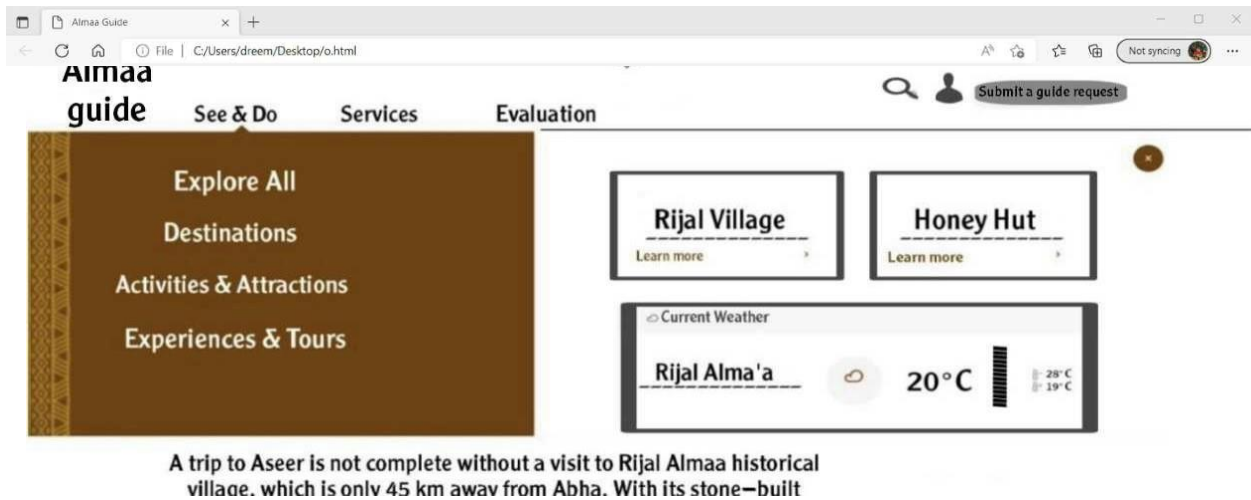 Almaa Guide
File | C:/Users/dreem/Desktop/o.html
Not syncing
Almaa
guide
See & Do
Services
Evaluation
Submit a guide request
Explore All
Destinations
Activities & Attractions
Experiences & Tours
Rijal Village
Learn more
Honey Hut
Learn more
Current Weather
Rijal Alma'a
20°C
28°C
19°C
A trip to Aseer is not complete without a visit to Rijal Almaa historical
village, which is only 45 km away from Abha. With its stone–built